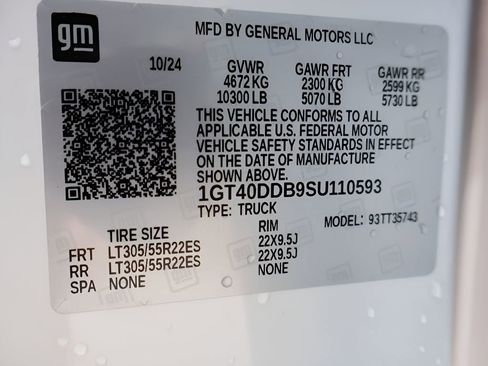 gm
MFD BY GENERAL MOTORS LLC
10/24 GVWR GAWR FRT GAWR RR
4672 KG 2300 KG 2599 KG
10300 LB 5070 LB 5730 LB
THIS VEHICLE CONFORMS TO ALL
APPLICABLE U.S. FEDERAL MOTOR
VEHICLE SAFETY STANDARDS IN EFFECT
ON THE DATE OF MANUFACTURE
SHOWN ABOVE.
1GT40DDB9SU110593
TYPE: TRUCK MODEL: 93TT35743
TIRE SIZE RIM
FRT LT305/55R22ES 22X9.5J
RR LT305/55R22ES 22X9.5J
SPA NONE NONE